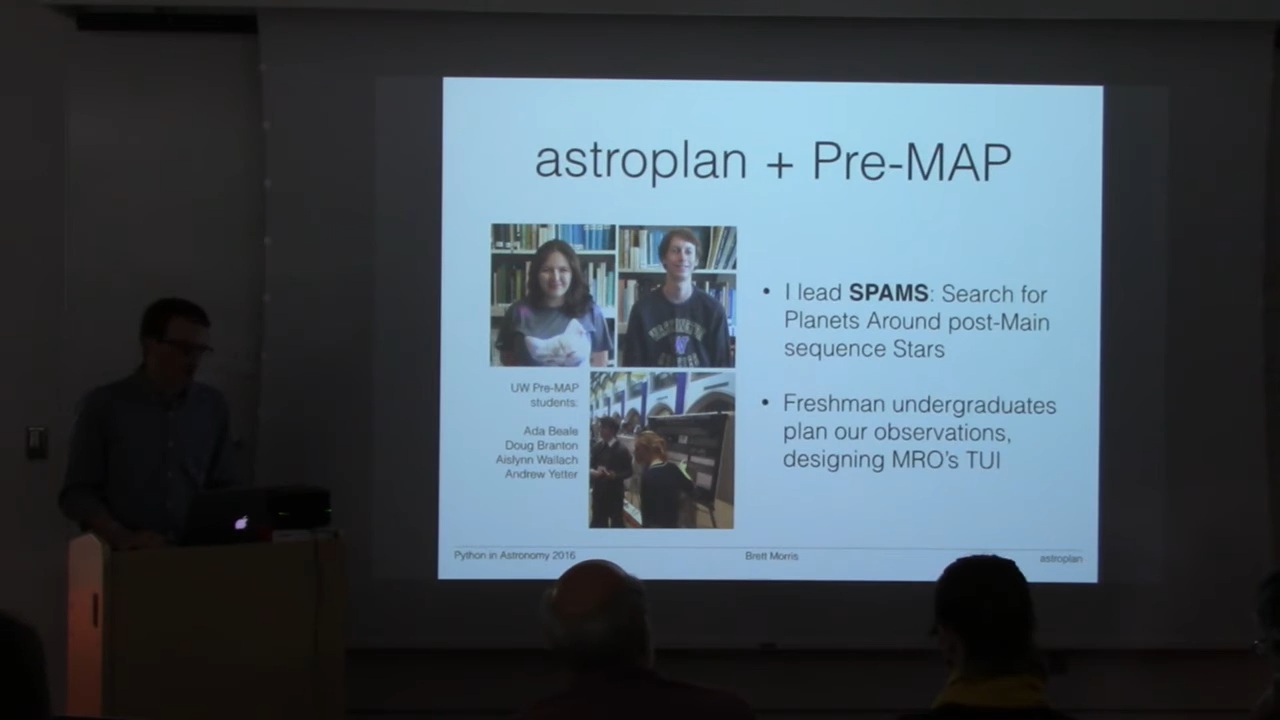 astroplan + Pre-MAP
UW Pre-MAP
students:
Ada Beale
Doug Branton
Aislynn Wallach
Andrew Yetter
• I lead SPAMS: Search for
Planets Around post-Main
sequence Stars
• Freshman undergraduates
plan our observations,
designing MRO's TUI
Python in Astronomy 2016
Brett Morris
astroplan